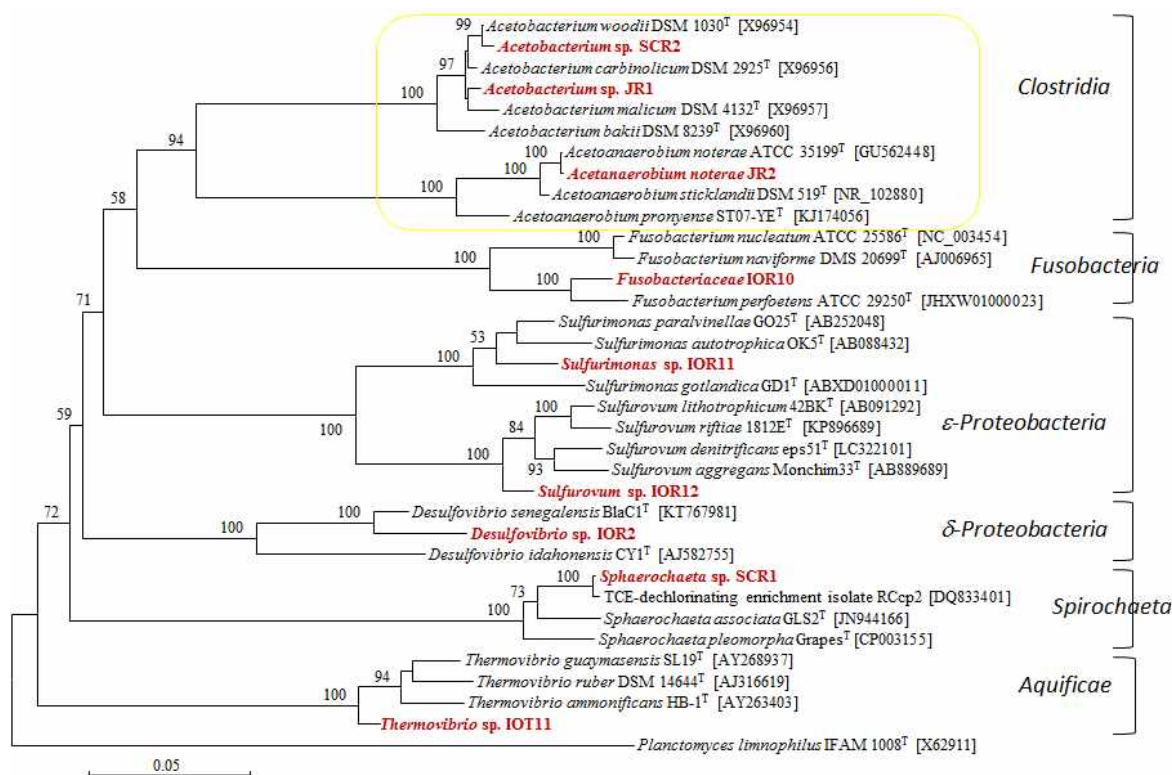 99
Acetobacterium woodii DSM 1030T [X96954]
Acetobacterium sp. SCR2
97
Acetobacterium carbinolicum DSM 2925T [X96956]
Acetobacterium sp. JR1
100
Acetobacterium malicum DSM 4132T [X96957]
Acetobacterium bakii DSM 8239T [X96960]
Clostridia
94
100
Acetoanaerobium noterae ATCC 35199T [GU562448]
Acetanaerobium noterae JR2
100
100
Acetoanaerobium sticklandii DSM 519T [NR_102880]
Acetoanaerobium pronyense ST07-YET [KJ174056]
58
100
Fusobacterium nucleatum ATCC 25586T [NC_003454]
100
Fusobacterium naviforme DMS 20699T [AJ006965]
Fusobacteria
100
Fusobacteriaceae IOR10
Fusobacterium perfoetens ATCC 29250T [JHXW01000023]
71
Sulfurimonas paralvinellae GO25T [AB252048]
53
Sulfurimonas autotrophica OK5T [AB088432]
100
Sulfurimonas sp. IOR11
Sulfurimonas gotlandica GD1T [ABXD01000011]
59
100
100
Sulfurovum lithotrophicum 42BKT [AB091292]
ε-Proteobacteria
84
Sulfurovum riftiae 1812ET [KP896689]
100
Sulfurovum denitrificans eps51T [LC322101]
93
Sulfurovum aggregans Monchim33T [AB889689]
Sulfurovum sp. IOR12
72
100
Desulfovibrio senegalensis BlaC1T [KT767981]
100
Desulfovibrio sp. IOR2
δ-Proteobacteria
Desulfovibrio idahonensis CY1T [AJ582755]
100
Sphaerochaeta sp. SCR1
73
TCE-dechlorinating enrichment isolate RCcp2 [DQ833401]
Spirochaeta
100
Sphaerochaeta associata GLS2T [JN944166]
Sphaerochaeta pleomorpha GrapesT [CP003155]
Thermovibrio guaymasensis SL19T [AY268937]
94
Thermovibrio ruber DSM 14644T [AJ316619]
Aquificae
100
Thermovibrio ammonificans HB-1T [AY263403]
Thermovibrio sp. IOT11
Planctomyces limnophilus IFAM 1008T [X62911]
0.05